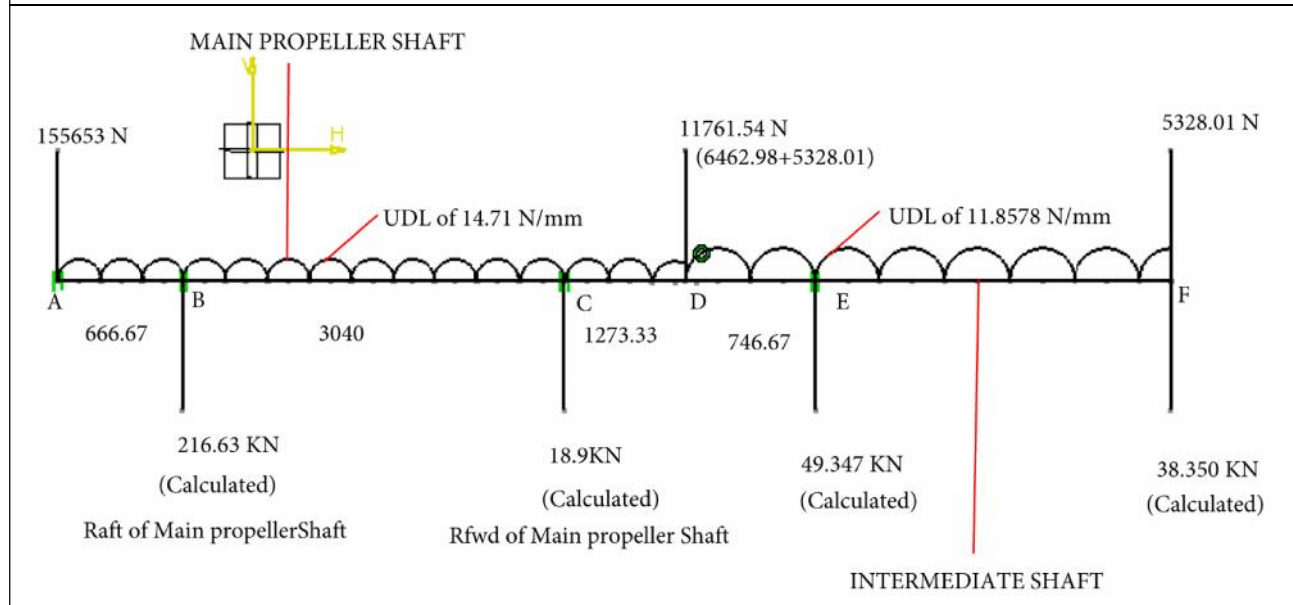 MAIN PROPELLER SHAFT
V
H
155653 N
11761.54 N
(6462.98+5328.01)
5328.01 N
UDL of 14.71 N/mm
UDL of 11.8578 N/mm
A
B
C
D
E
F
666.67
3040
1273.33
746.67
216.63 KN
(Calculated)
Raft of Main propellerShaft
18.9KN
(Calculated)
Rfwd of Main propeller Shaft
49.347 KN
(Calculated)
38.350 KN
(Calculated)
INTERMEDIATE SHAFT